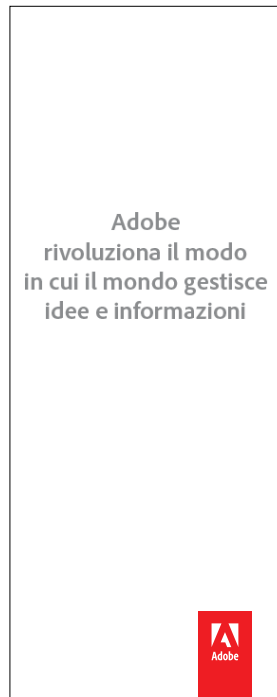 Adobe
rivoluziona il modo
in cui il mondo gestisce
idee e informazioni
Adobe